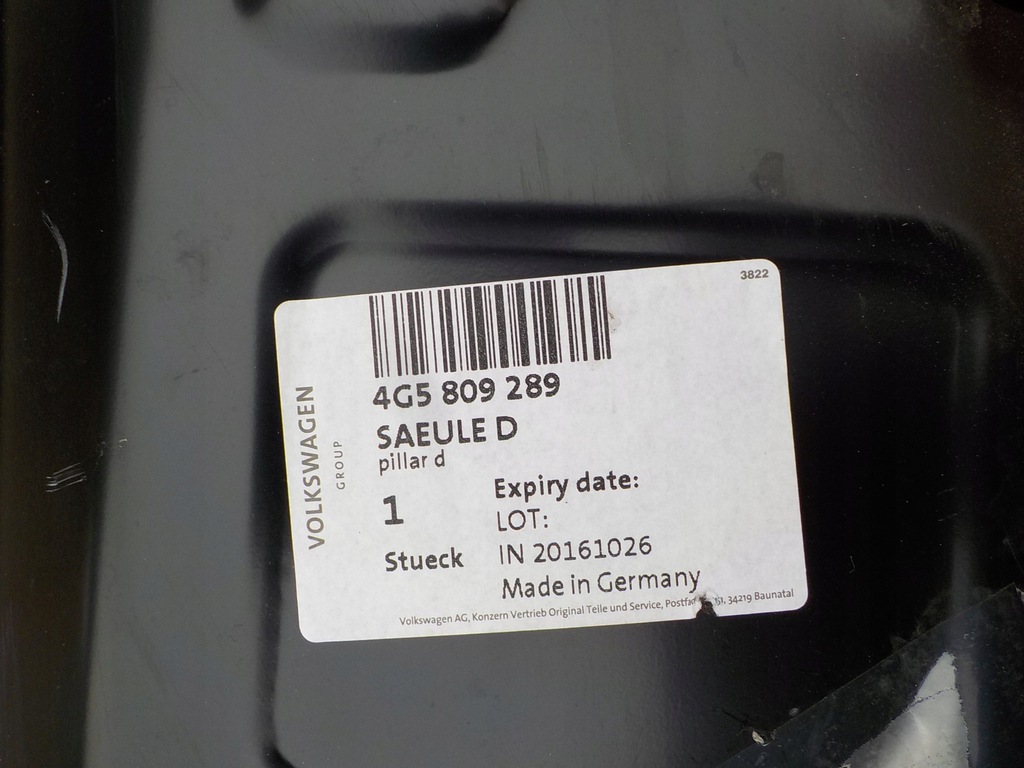 3822
VOLKSWAGEN
GROUP
4G5 809 289
SAEULE D
pillar d
1
Stueck
Expiry date:
LOT:
IN 20161026
Made in Germany
Volkswagen AG, Konzern Vertrieb Original Teile und Service, 34219 Baunatal